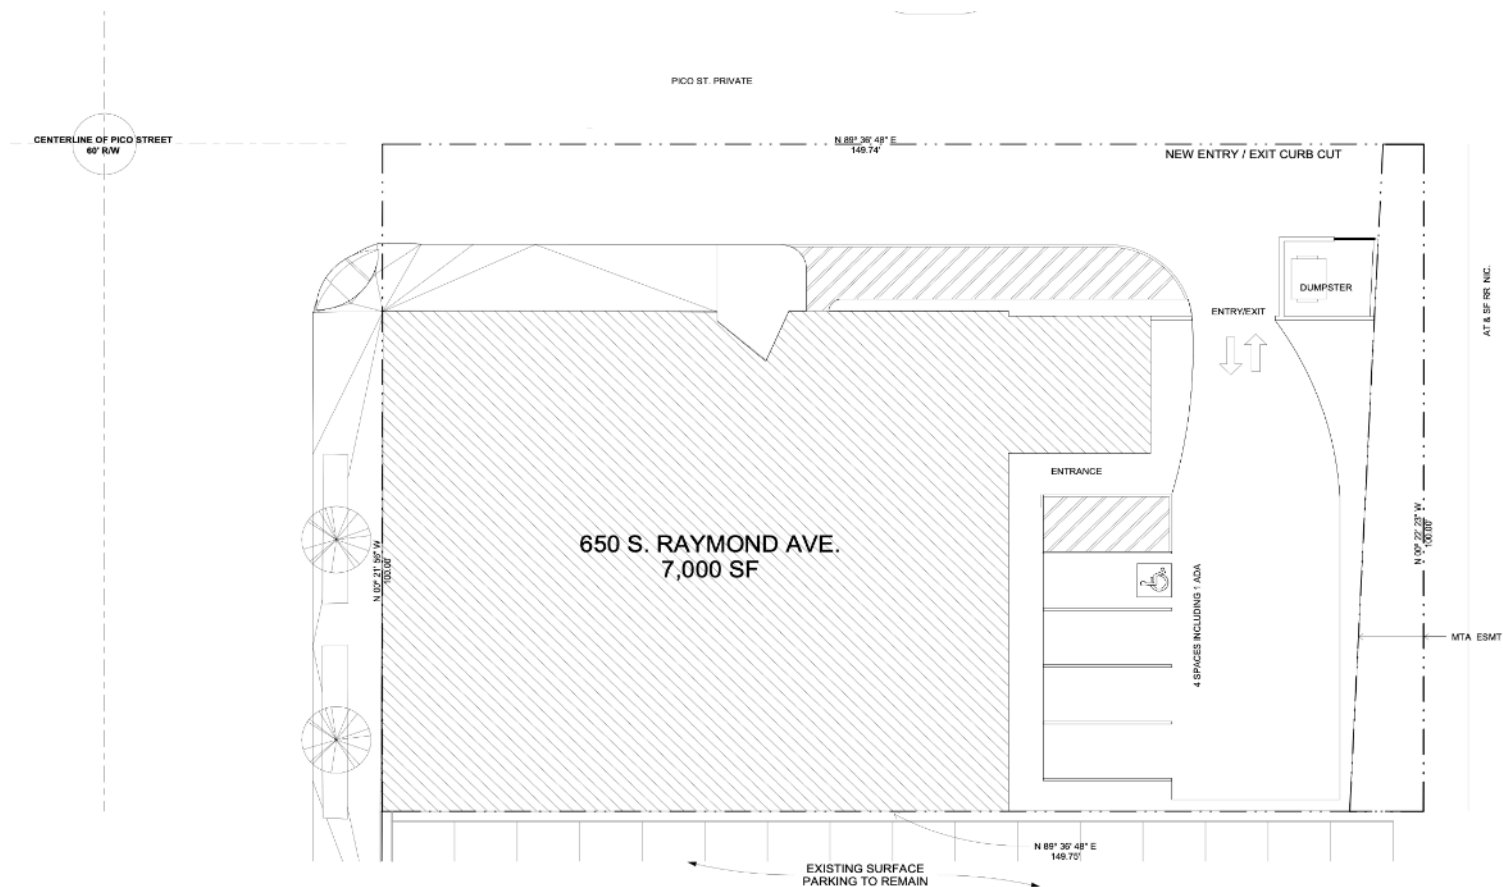 PICO ST. PRIVATE
CENTERLINE OF PICO STREET
60' R/W
N 89° 36' 48" E
149.74'
NEW ENTRY / EXIT CURB CUT
DUMPSTER
ENTRY/EXIT
AT & SF RR NIC.
ENTRANCE
650 S. RAYMOND AVE.
7,000 SF
N 00° 21' 56" W
100.00'
4 SPACES INCLUDING 1 ADA
N 00° 22' 23" W
100.00'
MTA ESMT
N 89° 36' 48" E
149.75'
EXISTING SURFACE
PARKING TO REMAIN